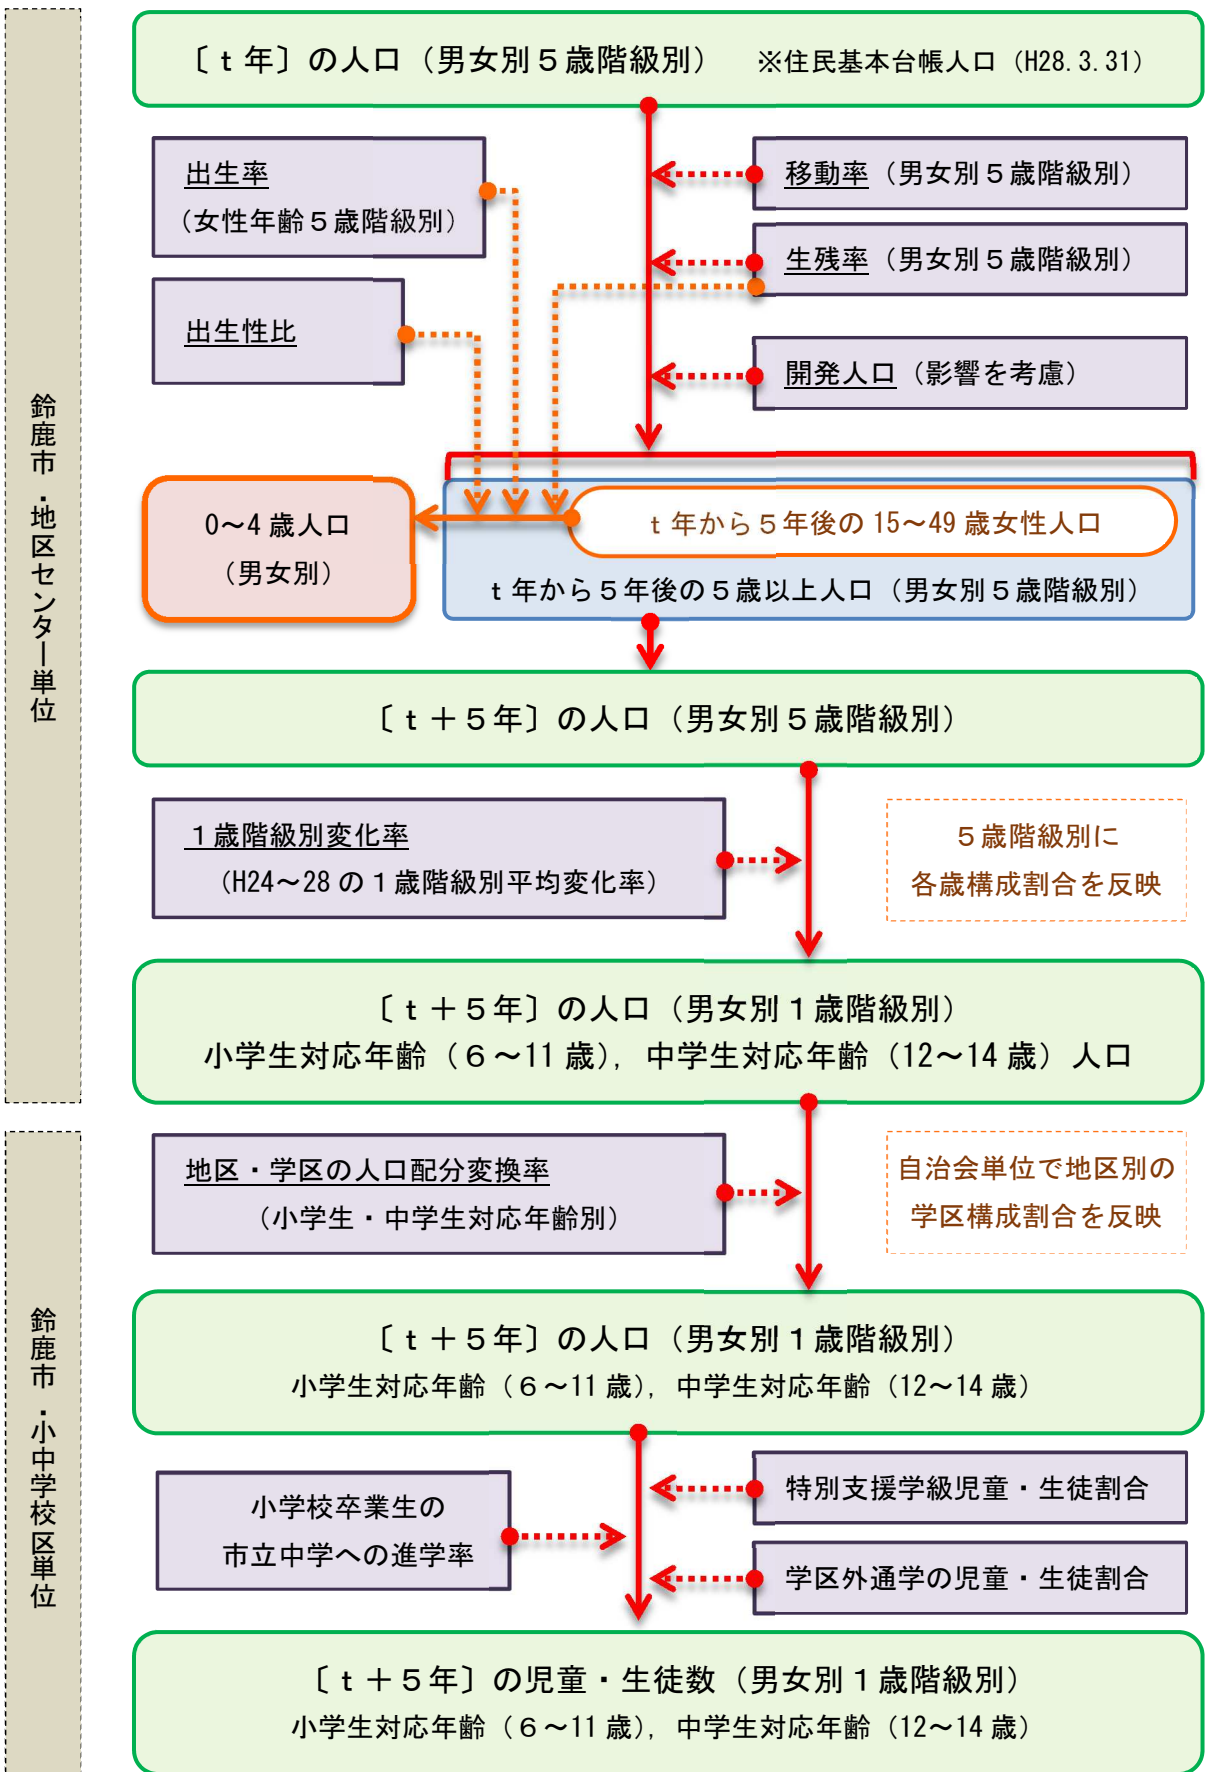 鈴鹿市・地区センター単位
〔ｔ年〕の人口（男女別５歳階級別）　※住民基本台帳人口（H28.3.31）
出生率
（女性年齢５歳階級別）
移動率（男女別５歳階級別）
生残率（男女別５歳階級別）
出生性比
開発人口（影響を考慮）
0～4 歳人口
（男女別）
ｔ年から５年後の 15～49 歳女性人口
ｔ年から５年後の５歳以上人口（男女別５歳階級別）
〔ｔ＋５年〕の人口（男女別５歳階級別）
１歳階級別変化率
（H24～28 の１歳階級別平均変化率）
５歳階級別に
各歳構成割合を反映
〔ｔ＋５年〕の人口（男女別１歳階級別）
小学生対応年齢（６～11 歳），中学生対応年齢（12～14 歳）人口
鈴鹿市・小中学校区単位
地区・学区の人口配分変換率
（小学生・中学生対応年齢別）
自治会単位で地区別の
学区構成割合を反映
〔ｔ＋５年〕の人口（男女別１歳階級別）
小学生対応年齢（６～11 歳），中学生対応年齢（12～14 歳）
小学校卒業生の
市立中学への進学率
特別支援学級児童・生徒割合
学区外通学の児童・生徒割合
〔ｔ＋５年〕の児童・生徒数（男女別１歳階級別）
小学生対応年齢（６～11 歳），中学生対応年齢（12～14 歳）